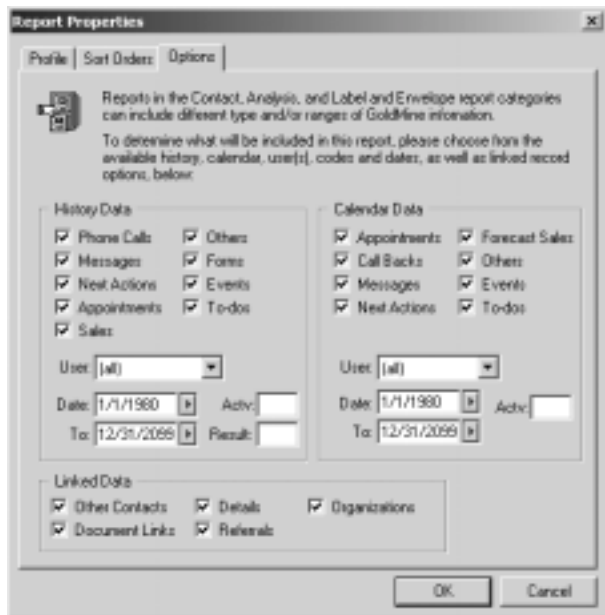 Report Properties
Profile
Sort Orders
Options
Reports in the Contact, Analysis, and Label and Envelope report categories
can include different type and/or ranges of GoldMine infomation.
To determine what will be included in this report, please choose from the
available history, calendar, user(s), codes and dates, as well as linked record
options, below:
History Data
Phone Calls
Others
Messages
Forms
Next Actions
Events
Appointments
To-dos
Sales
User: (all)
Date: 1/1/1980
Actv:
To: 12/31/2099
Result:
Calendar Data
Appointments
Forecast Sales
Call Backs
Others
Messages
Events
Next Actions
To-dos
User: (all)
Date: 1/1/1980
Actv:
To: 12/31/2099
Linked Data
Other Contacts
Details
Organizations
Document Links
Referrals
OK
Cancel